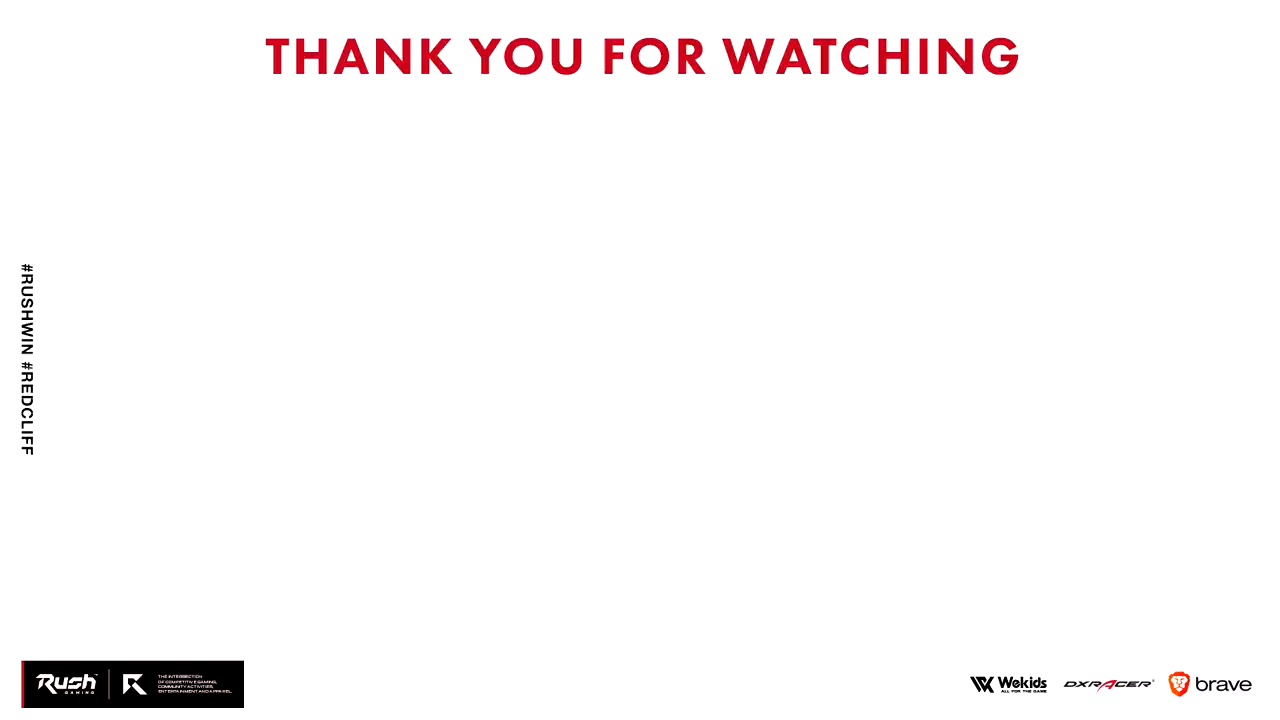 THANK YOU FOR WATCHING
#RUSHWIN #REDCLIFF
Rush
GAMING
THE INTERSECTION
OF COMPETITIVE GAMING,
COMMUNITY ACTIVITIES,
ENTERTAINMENT AND APPAREL.
Wekids
ALL FOR THE GAME
DXRACER
brave